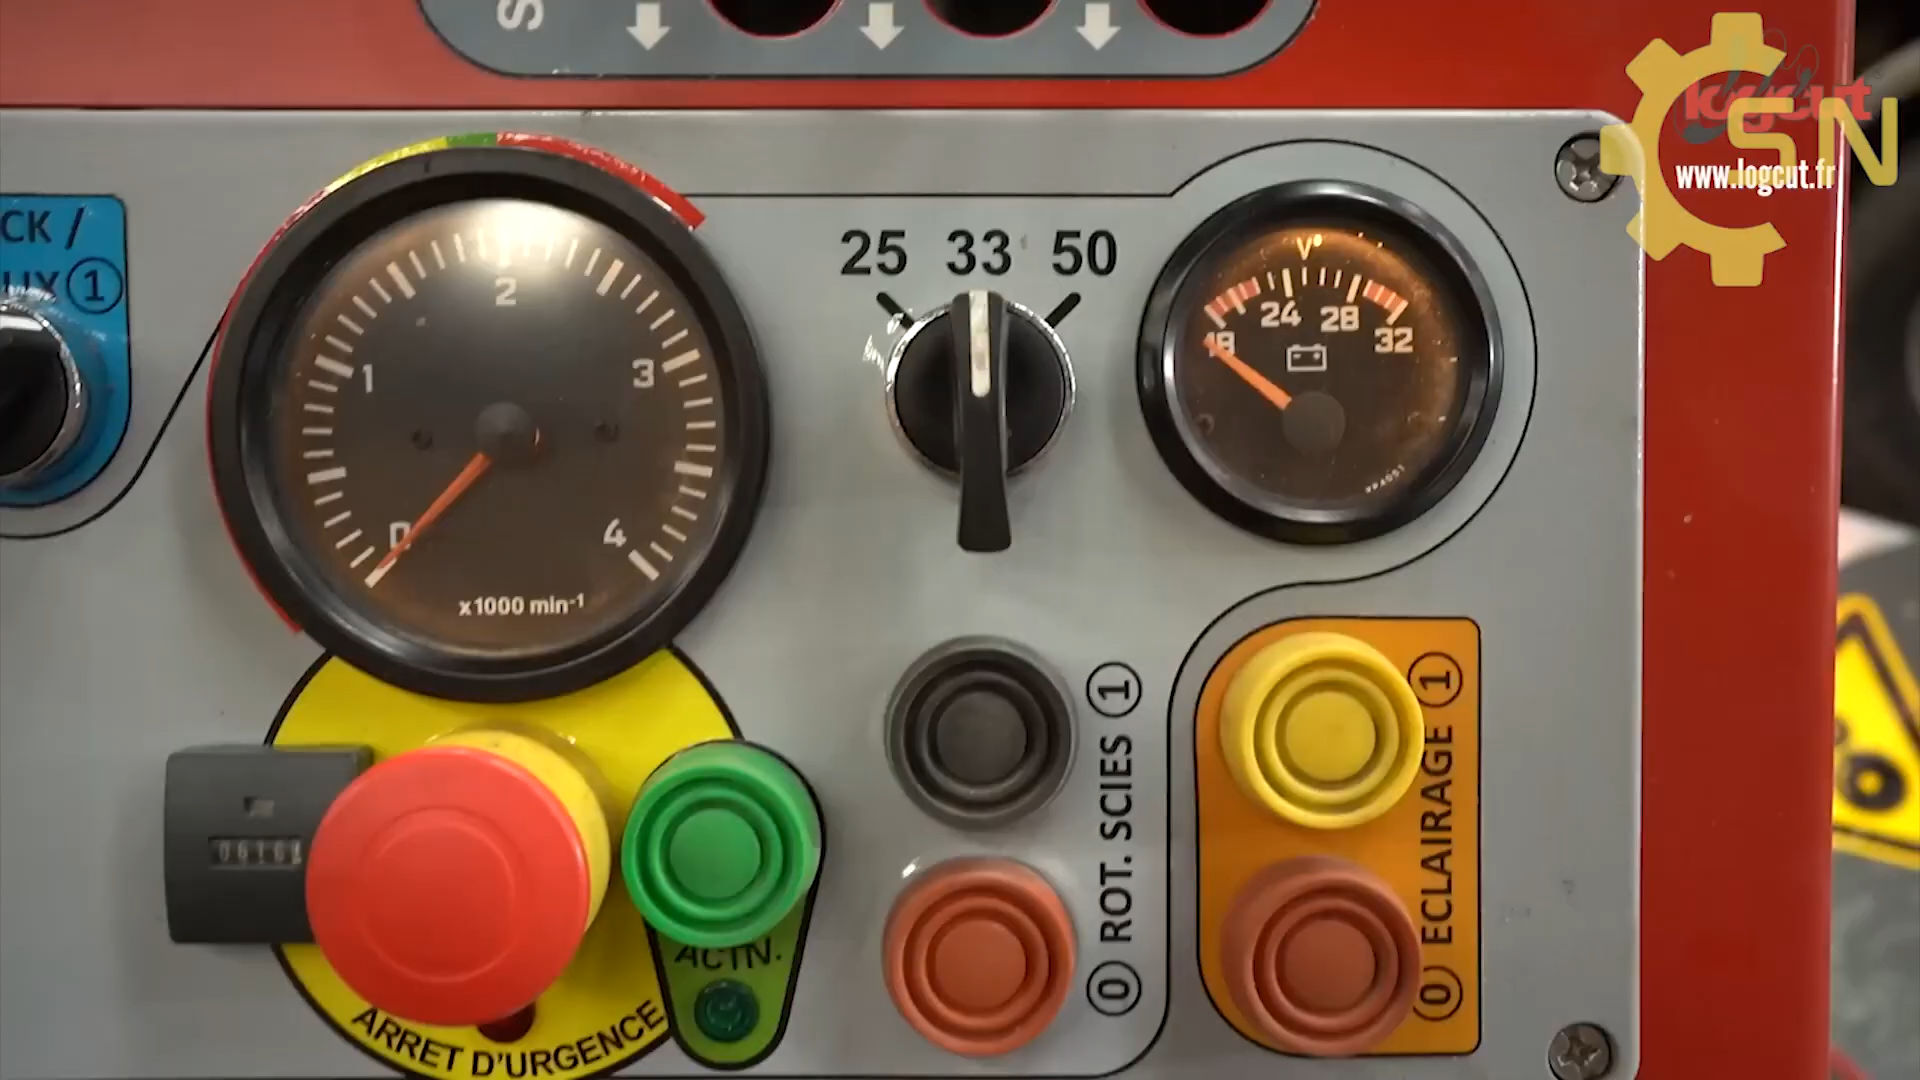 S
CK /
UX 1
0 1 2 3 4
x1000 min-1
25 33 50
V
18 24 28 32
logcut
SN
www.logcut.fr
ARRET D'URGENCE
ACTIV.
0 ROT. SCIES 1
0 ECLAIRAGE 1